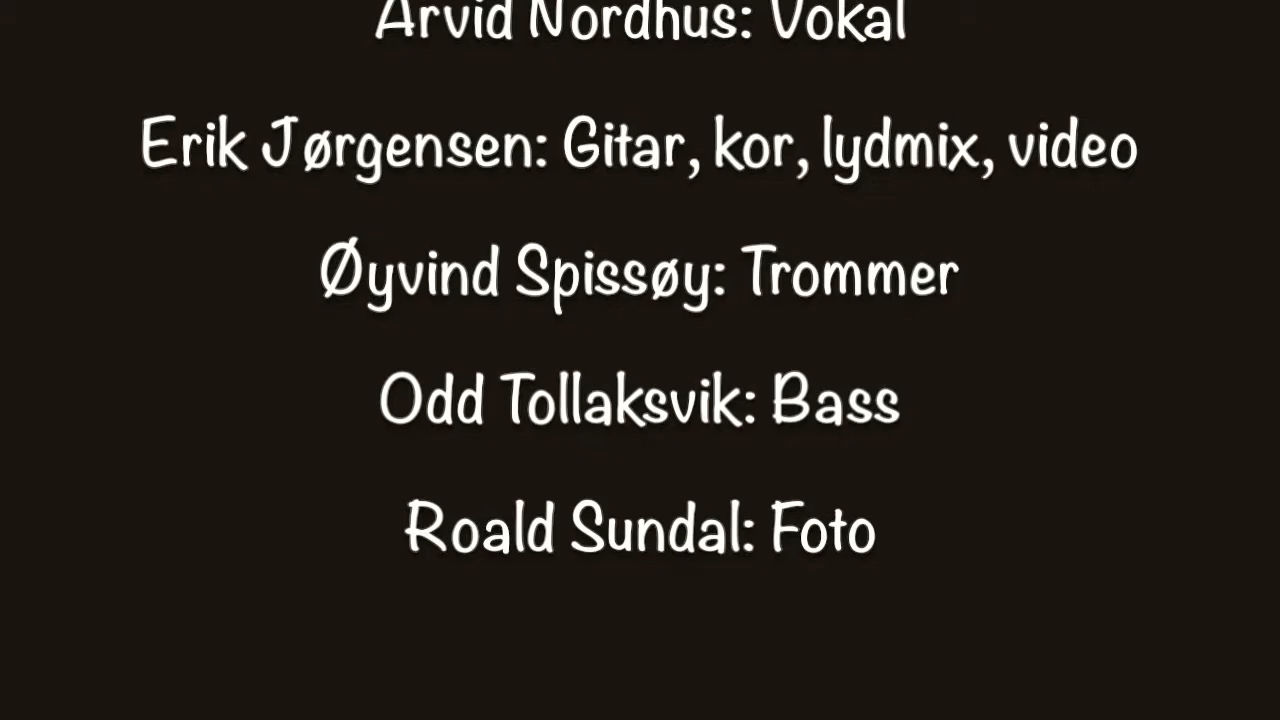 Arvid Nordhus: Vokal
Erik Jørgensen: Gitar, kor, lydmix, video
Øyvind Spissøy: Trommer
Odd Tollaksvik: Bass
Roald Sundal: Foto